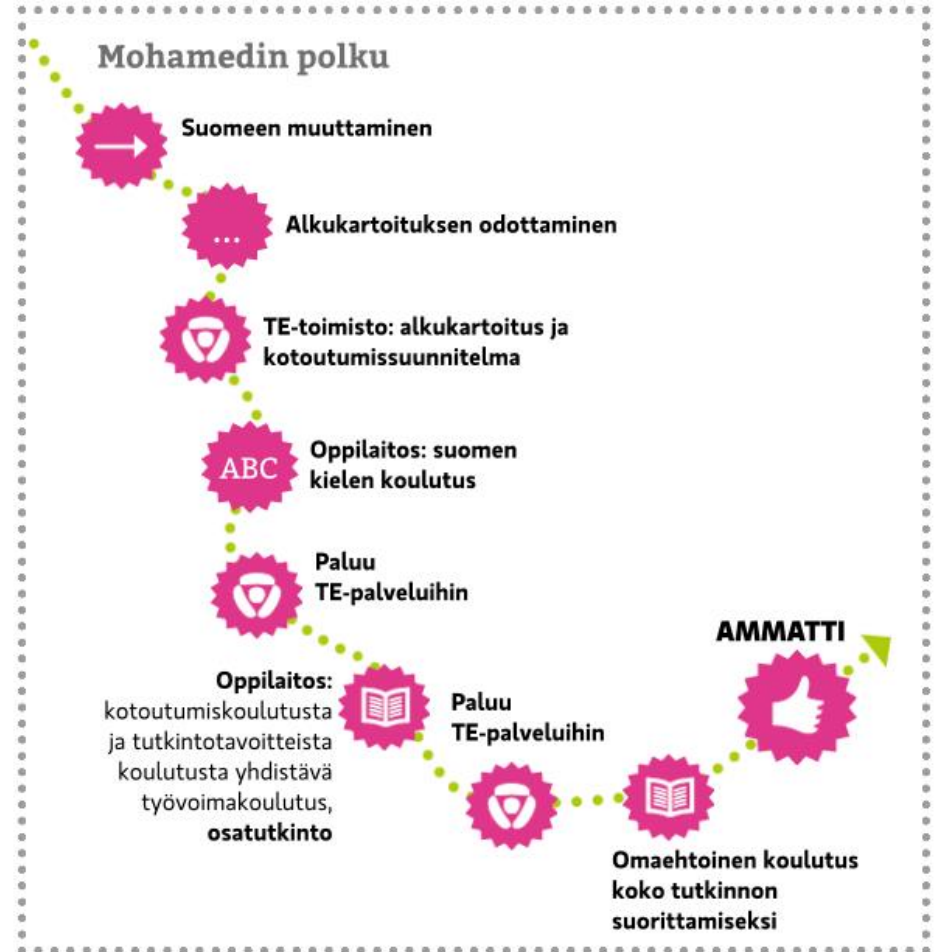 Mohamedin polku
Suomeen muuttaminen
...
Alkukartoituksen odottaminen
TE-toimisto: alkukartoitus ja
kotoutumissuunnitelma
ABC
Oppilaitos: suomen
kielen koulutus
Paluu
TE-palveluihin
Oppilaitos:
kotoutumiskoulutusta
ja tutkintotavoitteista
koulutusta yhdistävä
työvoimakoulutus,
osatutkinto
Paluu
TE-palveluihin
Omaehtoinen koulutus
koko tutkinnon
suorittamiseksi
AMMATTI